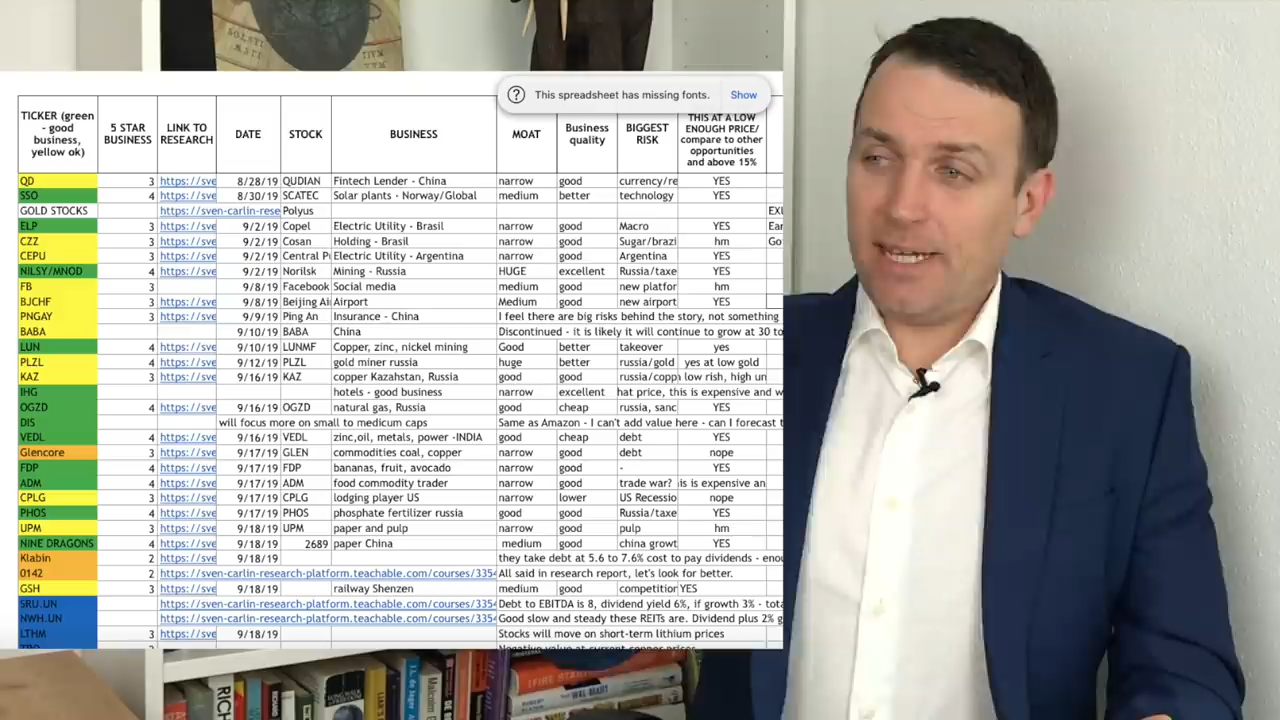 This spreadsheet has missing fonts. Show
TICKER (green - good business, yellow ok) 5 STAR BUSINESS LINK TO RESEARCH DATE STOCK BUSINESS MOAT Business quality BIGGEST RISK THIS AT A LOW ENOUGH PRICE/ compare to other opportunities and above 15%
QD 3 https://sve 8/28/19 QUDIAN Fintech Lender - China narrow good currency/re YES
SSO 4 https://sve 8/30/19 SCATEC Solar plants - Norway/Global medium better technology YES
GOLD STOCKS https://sven-carlin-rese Polyus
ELP 3 https://sve 9/2/19 Copel Electric Utility - Brasil narrow good Macro YES Ear
CZZ 3 https://sve 9/2/19 Cosan Holding - Brasil narrow good Sugar/brazi hm Go
CEPU 3 https://sve 9/2/19 Central P Electric Utility - Argentina narrow good Argentina YES
NILSY/MNOD 4 https://sve 9/2/19 Norilsk Mining - Russia HUGE excellent Russia/taxe YES
FB 3 9/8/19 Facebook Social media medium good new platfor hm
BJCHF 3 https://sve 9/8/19 Beijing Ai Airport Medium good new airport YES
PNGAY 3 https://sve 9/9/19 Ping An Insurance - China I feel there are big risks behind the story, not something
BABA 9/10/19 BABA China Discontinued - it is likely it will continue to grow at 30 to
LUN 4 https://sve 9/10/19 LUNMF Copper, zinc, nickel mining Good better takeover yes
PLZL 4 https://sve 9/12/19 PLZL gold miner russia huge better russia/gold yes at low gold
KAZ 3 https://sve 9/16/19 KAZ copper Kazahstan, Russia good good russia/copp low rish, high un
IHG hotels - good business narrow excellent hat price, this is expensive and w
OGZD 4 https://sve 9/16/19 OGZD natural gas, Russia good cheap russia, sanc YES
DIS will focus more on small to medicum caps Same as Amazon - I can't add value here - can I forecast t
VEDL 4 https://sve 9/16/19 VEDL zinc,oil, metals, power -INDIA good cheap debt YES
Glencore 3 https://sve 9/17/19 GLEN commodities coal, copper narrow good debt nope
FDP 4 https://sve 9/17/19 FDP bananas, fruit, avocado narrow good - YES
ADM 4 https://sve 9/17/19 ADM food commodity trader narrow good trade war? is is expensive an
CPLG 3 https://sve 9/17/19 CPLG lodging player US narrow lower US Recessio nope
PHOS 4 https://sve 9/17/19 PHOS phosphate fertilizer russia narrow good Russia/taxe YES
UPM 3 https://sve 9/18/19 UPM paper and pulp narrow good pulp hm
NINE DRAGONS 4 https://sve 9/18/19 2689 paper China medium good china growt YES
Klabin 2 https://sve 9/18/19 they take debt at 5.6 to 7.6% cost to pay dividends - enou
0142 2 https://sven-carlin-research-platform.teachable.com/courses/3354 All said in research report, let's look for better.
GSH 3 https://sve 9/18/19 railway Shenzen medium good competitior YES
SRU.UN https://sven-carlin-research-platform.teachable.com/courses/3354 Debt to EBITDA is 8, dividend yield 6%, if growth 3% - tota
NWH.UN https://sven-carlin-research-platform.teachable.com/courses/3354 Good slow and steady these REITs are. Dividend plus 2% g
LTHM 3 https://sve 9/18/19 Stocks will move on short-term lithium prices
Negative value at current copper prices
RICH
Malcolm
FIRE
WAL-MART